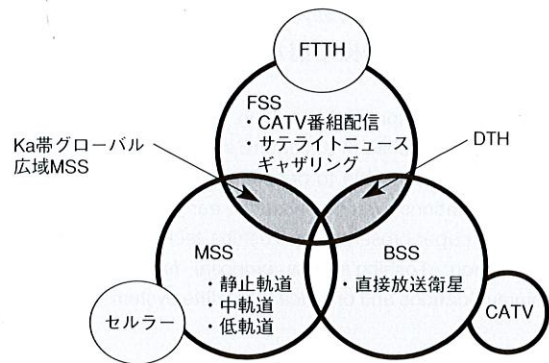 FTTH
FSS
・CATV番組配信
・サテライトニュース
ギャザリング
Ka帯グローバル
広域MSS
DTH
MSS
・静止軌道
・中軌道
・低軌道
BSS
・直接放送衛星
セルラー
CATV